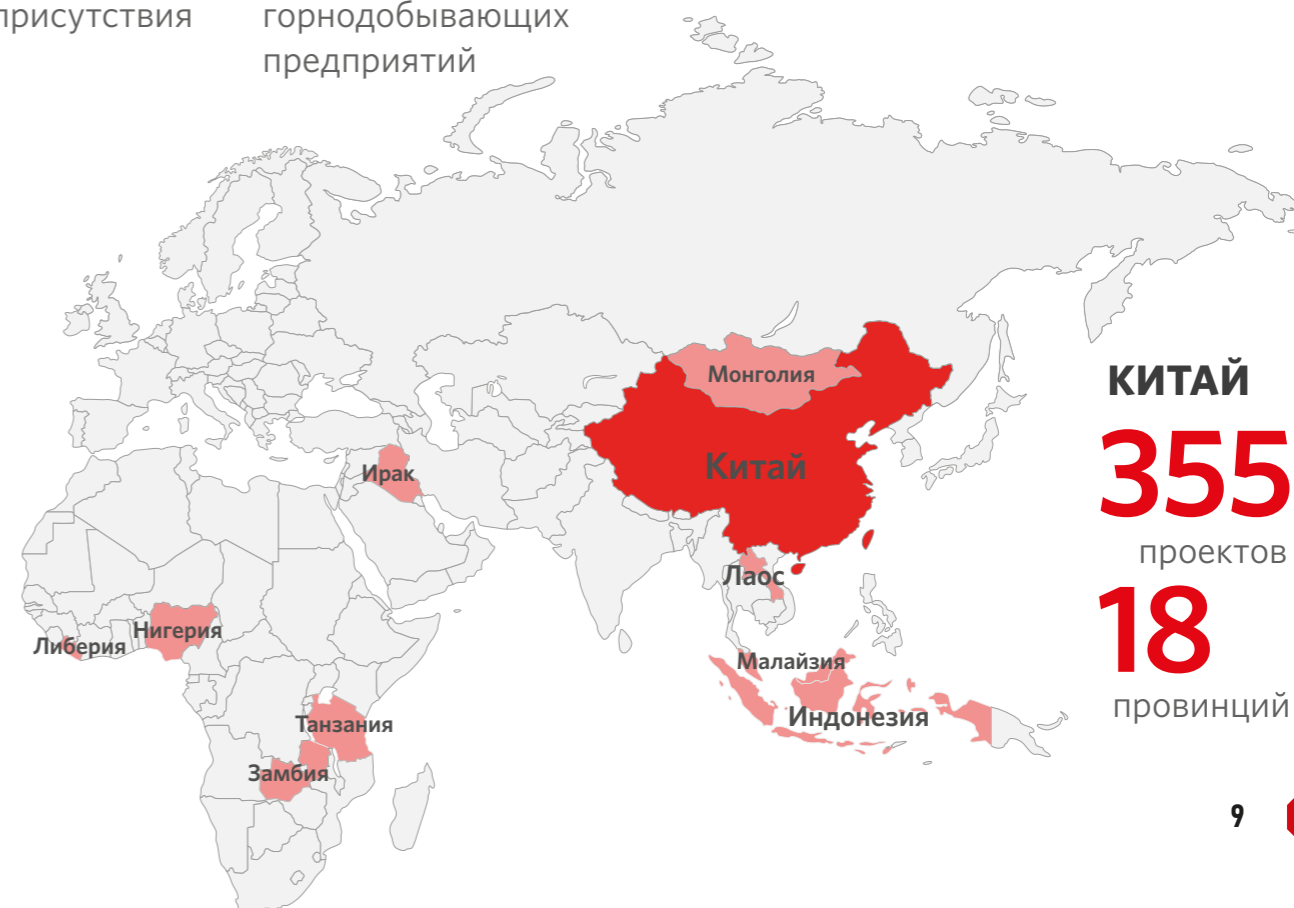 присутствия
горнодобывающих
предприятий
Монголия
Китай
Ирак
Лаос
Нигерия
Либерия
Малайзия
Индонезия
Танзания
Замбия
КИТАЙ
355
проектов
18
провинций
9